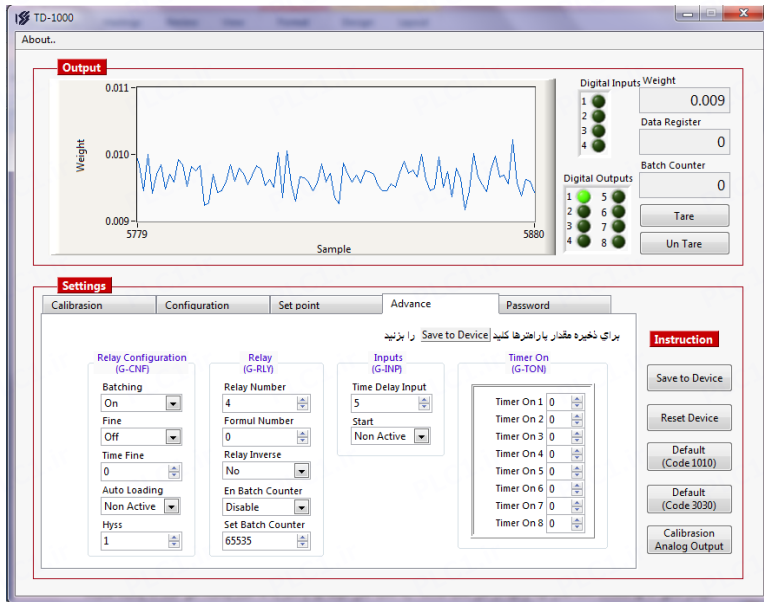 TD-1000
About..
Output
0.011
0.010
0.009
Weight
5779
5880
Sample
Digital Inputs
1
2
3
4
Digital Outputs
1 5
2 6
3 7
4 8
Weight
0.009
Data Register
0
Batch Counter
0
Tare
Un Tare
Settings
Calibrasion
Configuration
Set point
Advance
Password
براي ذخيره مقدار پارامترها كليد Save to Device را بزنيد
Relay Configuration
(G-CNF)
Batching
On
Fine
Off
Time Fine
0
Auto Loading
Non Active
Hyss
1
Relay
(G-RLY)
Relay Number
4
Formul Number
0
Relay Inverse
No
En Batch Counter
Disable
Set Batch Counter
65535
Inputs
(G-INP)
Time Delay Input
5
Start
Non Active
Timer On
(G-TON)
Timer On 1 0
Timer On 2 0
Timer On 3 0
Timer On 4 0
Timer On 5 0
Timer On 6 0
Timer On 7 0
Timer On 8 0
Instruction
Save to Device
Reset Device
Default
(Code 1010)
Default
(Code 3030)
Calibrasion
Analog Output